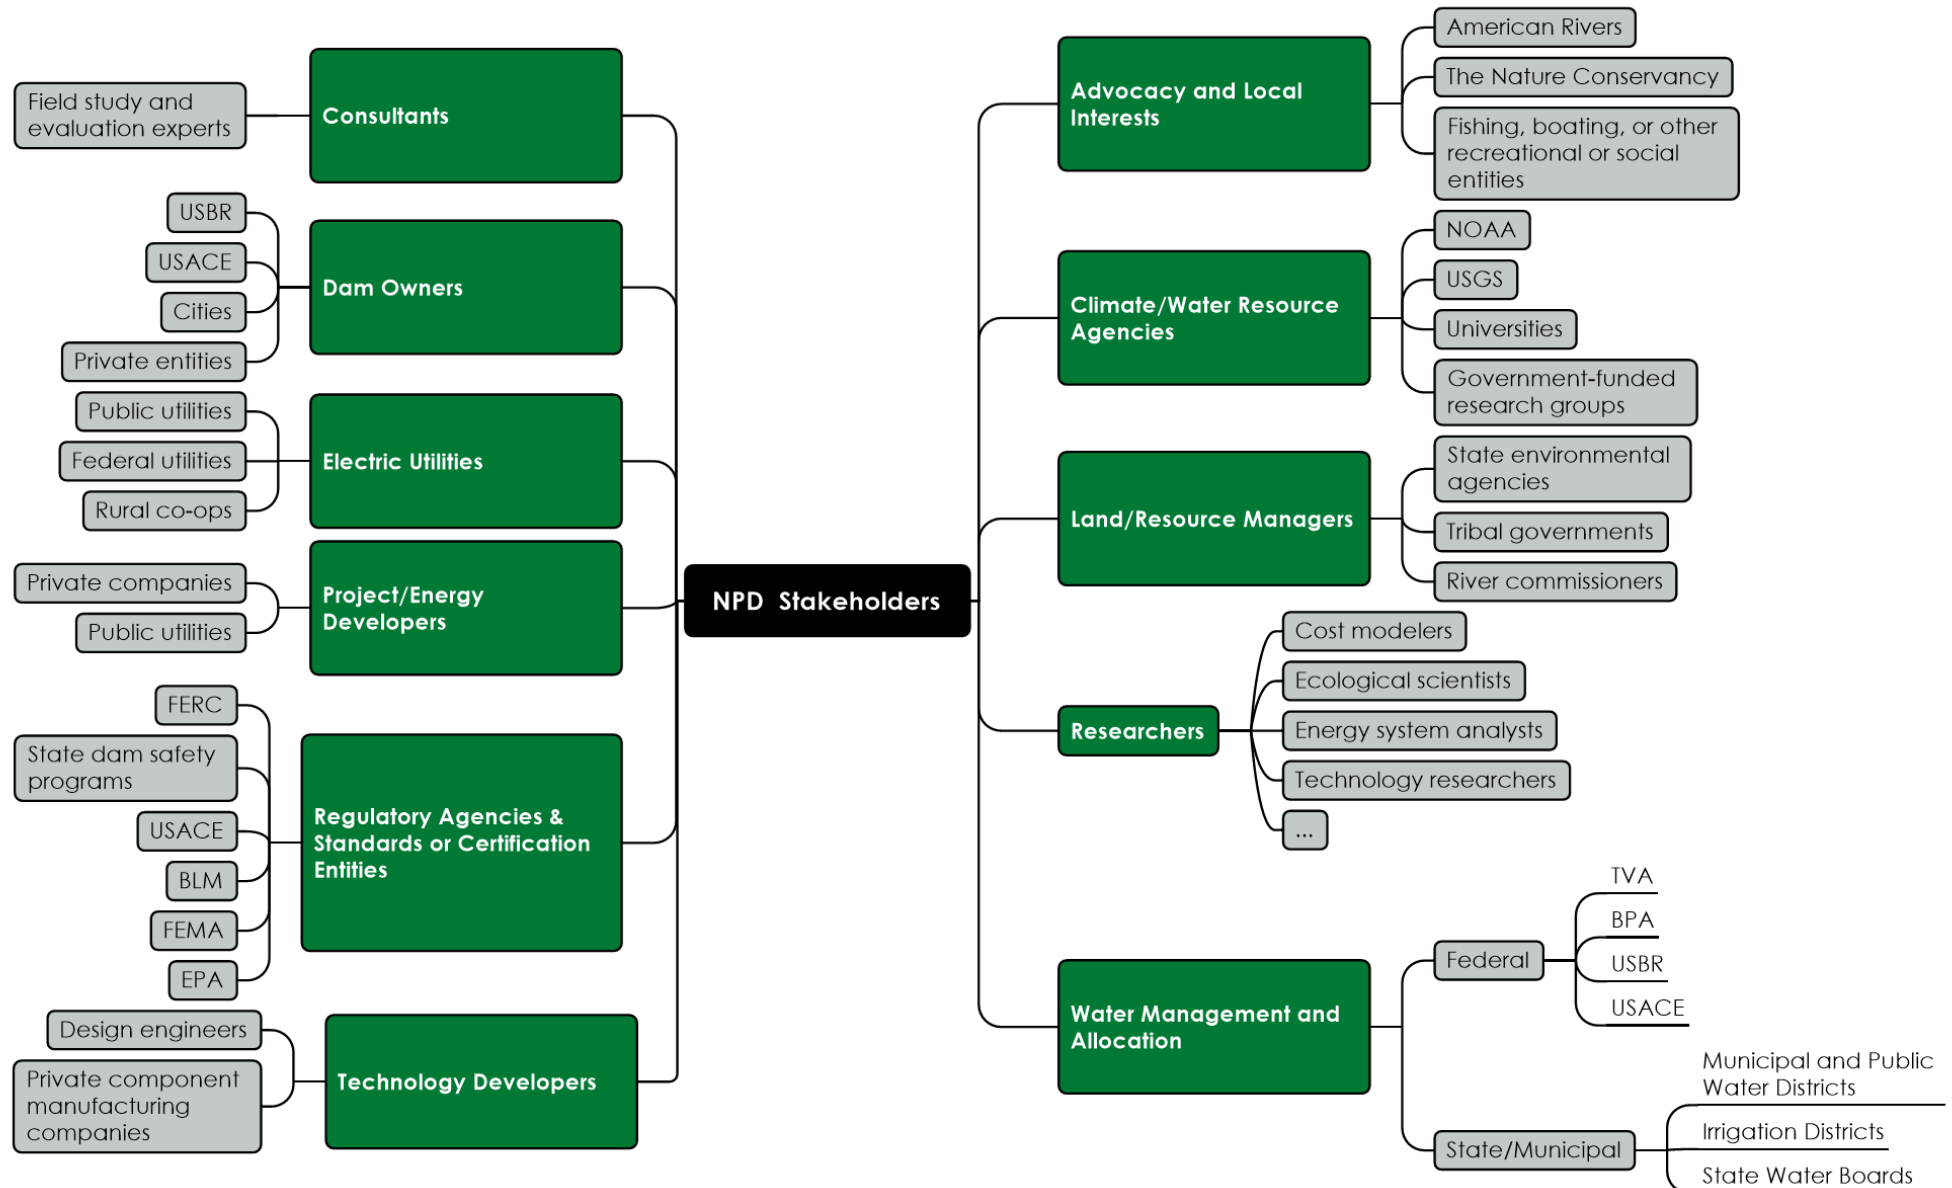 Consultants
Field study and
evaluation experts
Dam Owners
USBR
USACE
Cities
Private entities
Electric Utilities
Public utilities
Federal utilities
Rural co-ops
Project/Energy
Developers
Private companies
Public utilities
Regulatory Agencies &
Standards or Certification
Entities
FERC
State dam safety
programs
USACE
BLM
FEMA
EPA
Technology Developers
Design engineers
Private component
manufacturing
companies
NPD Stakeholders
Advocacy and Local
Interests
American Rivers
The Nature Conservancy
Fishing, boating, or other
recreational or social
entities
Climate/Water Resource
Agencies
NOAA
USGS
Universities
Government-funded
research groups
Land/Resource Managers
State environmental
agencies
Tribal governments
River commissioners
Researchers
Cost modelers
Ecological scientists
Energy system analysts
Technology researchers
...
Water Management and
Allocation
Federal
TVA
BPA
USBR
USACE
State/Municipal
Municipal and Public
Water Districts
Irrigation Districts
State Water Boards